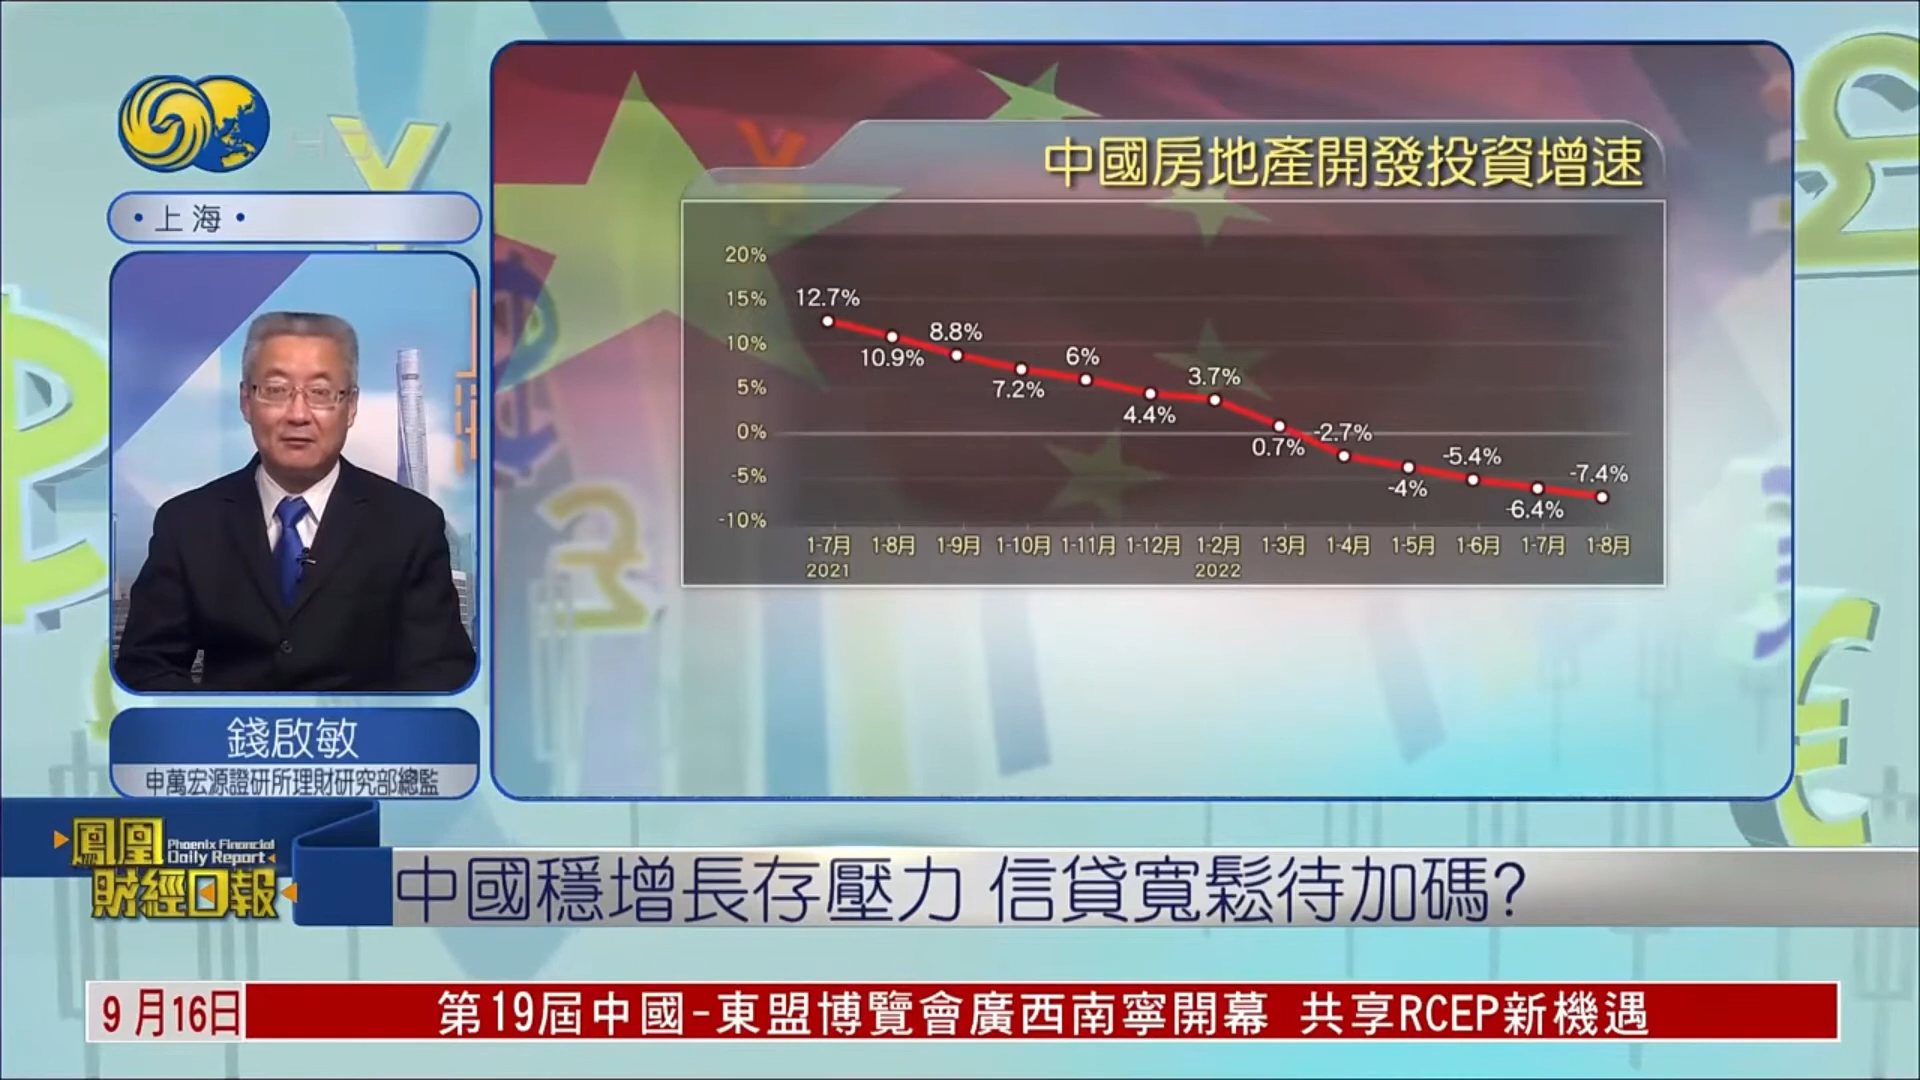 HD
·上海·
錢啟敏
申萬宏源證研所理財研究部總監
中國房地產開發投資增速
20%
15%
10%
5%
0%
-5%
-10%
12.7%
10.9%
8.8%
7.2%
6%
4.4%
3.7%
0.7%
-2.7%
-4%
-5.4%
-6.4%
-7.4%
1-7月 1-8月 1-9月 1-10月 1-11月 1-12月 1-2月 1-3月 1-4月 1-5月 1-6月 1-7月 1-8月
2021 2022
鳳凰 Phoenix Financial
Daily Report
財經日報
中國穩增長存壓力 信貸寬鬆待加碼?
9月16日 第19屆中國-東盟博覽會廣西南寧開幕 共享RCEP新機遇